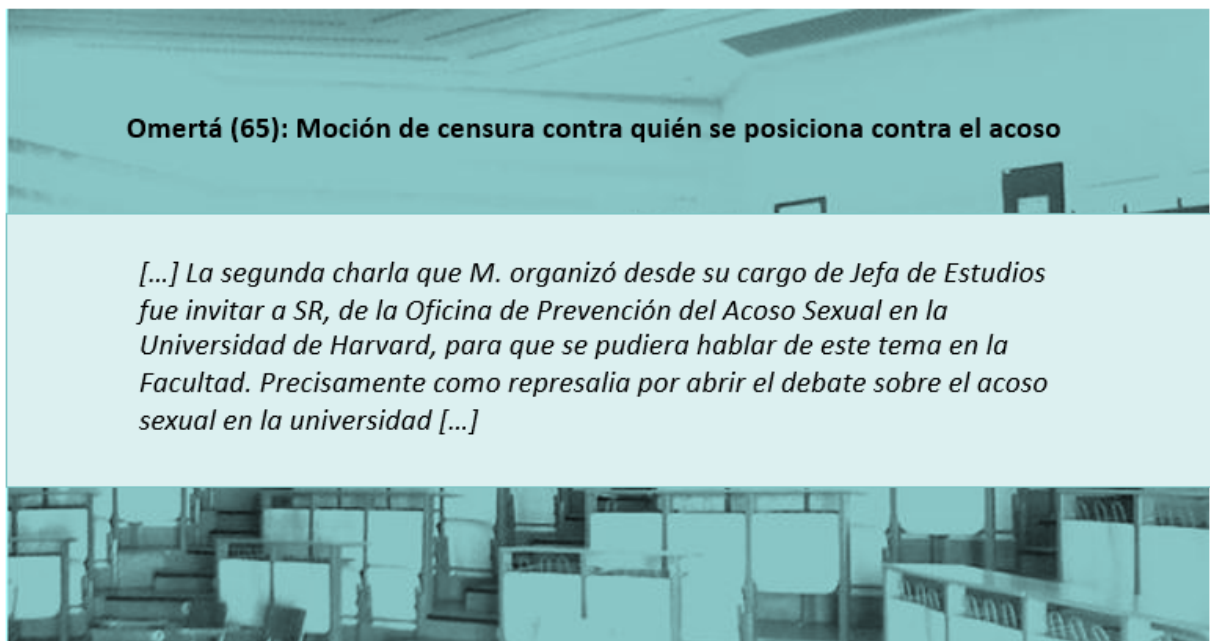 Omertá (65): Moción de censura contra quién se posiciona contra el acoso
[…] La segunda charla que M. organizó desde su cargo de Jefa de Estudios
fue invitar a SR, de la Oficina de Prevención del Acoso Sexual en la
Universidad de Harvard, para que se pudiera hablar de este tema en la
Facultad. Precisamente como represalia por abrir el debate sobre el acoso
sexual en la universidad […]